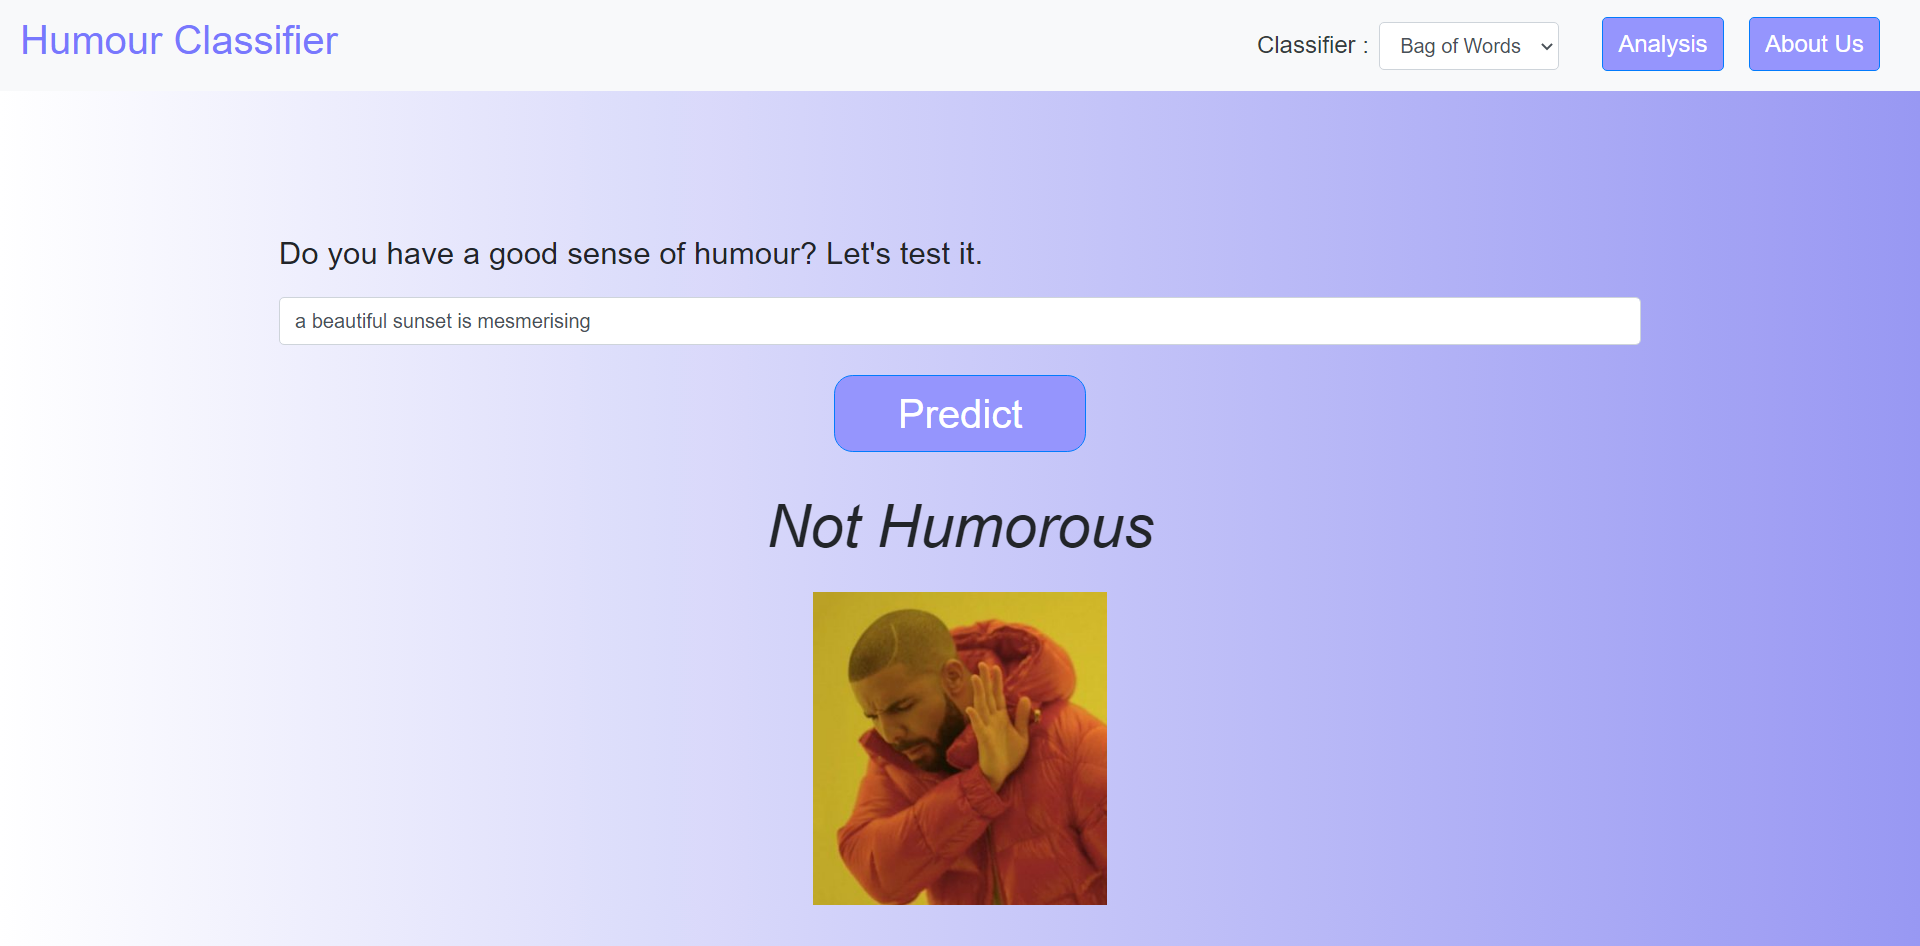 Humour Classifier
Classifier : Bag of Words Analysis About Us
Do you have a good sense of humour? Let's test it.
a beautiful sunset is mesmerising
Predict
Not Humorous